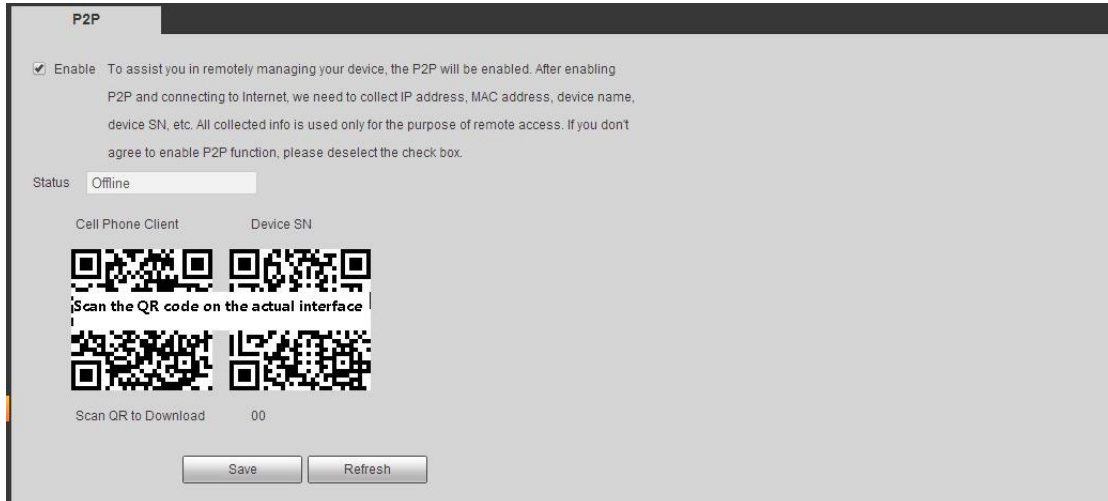 P2P
Enable To assist you in remotely managing your device, the P2P will be enabled. After enabling
P2P and connecting to Internet, we need to collect IP address, MAC address, device name,
device SN, etc. All collected info is used only for the purpose of remote access. If you don't
agree to enable P2P function, please deselect the check box.
Status Offline
Cell Phone Client Device SN
Scan the QR code on the actual interface
Scan QR to Download 00
Save Refresh